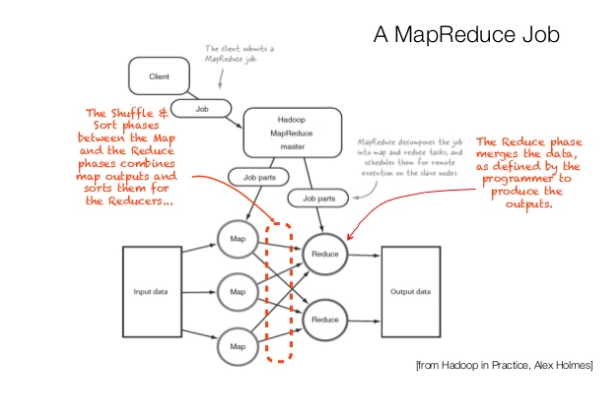 A MapReduce Job
The client submits a
MapReduce job
Client
Job
The Shuffle &
Sort phases
between the Map
and the Reduce
phases combines
map outputs and
sorts them for
the Reducers...
Hadoop
MapReduce
master
MapReduce decomposes the job
into map and reduce tasks, and
schedules them for remote
execution on the slave nodes
The Reduce phase
merges the data,
as defined by the
programmer to
produce the
outputs.
Job parts
Job parts
Map
Reduce
Input data
Map
Output data
Reduce
Map
[from Hadoop in Practice, Alex Holmes]